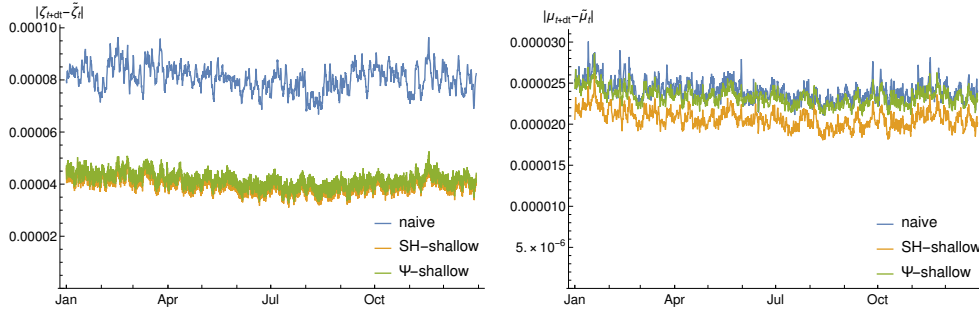 |ζt+dt−ζ̃t|
0.00010
0.00008
0.00006
0.00004
0.00002
naive
SH−shallow
Ψ−shallow
Jan
Apr
Jul
Oct
|μt+dt−μ̃t|
0.000030
0.000025
0.000020
0.000015
0.000010
5. × 10⁻⁶
naive
SH−shallow
Ψ−shallow
Jan
Apr
Jul
Oct